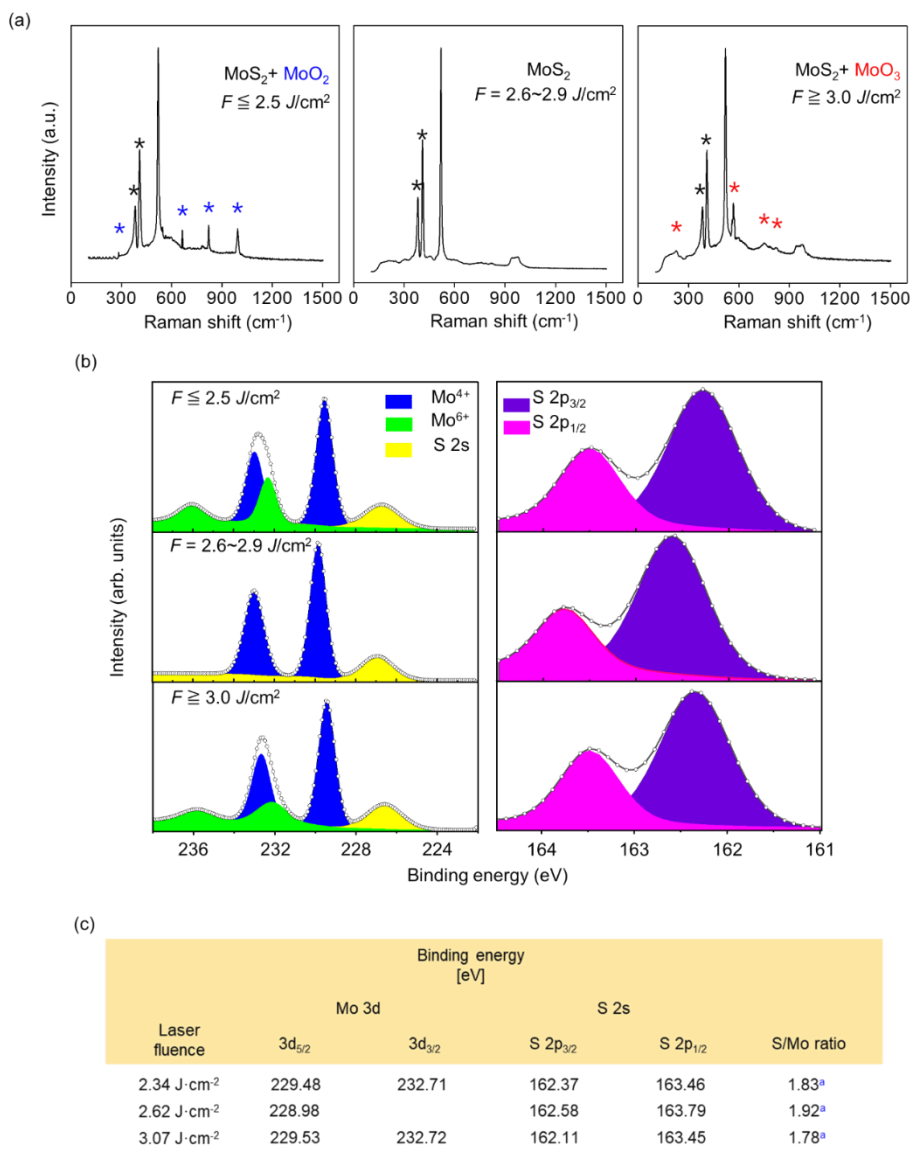 (a)
MoS2+ MoO2
F ≦ 2.5 J/cm2
MoS2
F = 2.6~2.9 J/cm2
MoS2+ MoO3
F ≧ 3.0 J/cm2
Intensity (a.u.)
* * * * * *
* *
* * * * * *
0 300 600 900 1200 1500
0 300 600 900 1200 1500
0 300 600 900 1200 1500
Raman shift (cm-1)
Raman shift (cm-1)
Raman shift (cm-1)
(b)
F ≦ 2.5 J/cm2
Mo4+
Mo6+
S 2s
S 2p3/2
S 2p1/2
F = 2.6~2.9 J/cm2
F ≧ 3.0 J/cm2
Intensity (arb. units)
236 232 228 224
164 163 162 161
Binding energy (eV)
(c)
Binding energy
[eV]
Mo 3d S 2s
Laser
fluence 3d5/2 3d3/2 S 2p3/2 S 2p1/2 S/Mo ratio
2.34 J·cm-2 229.48 232.71 162.37 163.46 1.83a
2.62 J·cm-2 228.98 162.58 163.79 1.92a
3.07 J·cm-2 229.53 232.72 162.11 163.45 1.78a